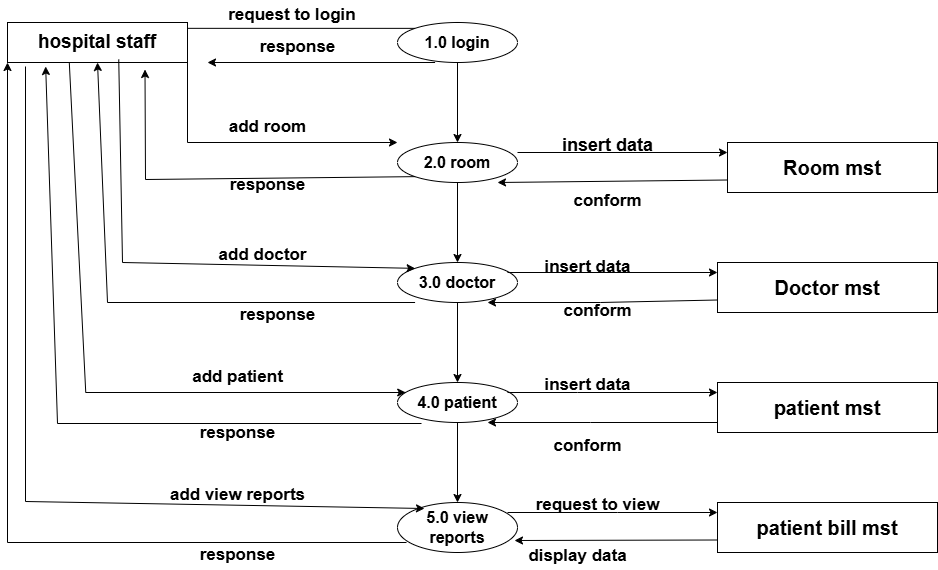 request to login
hospital staff
response
1.0 login
add room
insert data
2.0 room
Room mst
response
conform
add doctor
insert data
3.0 doctor
Doctor mst
response
conform
add patient
insert data
4.0 patient
patient mst
response
conform
add view reports
request to view
5.0 view
reports
patient bill mst
response
display data